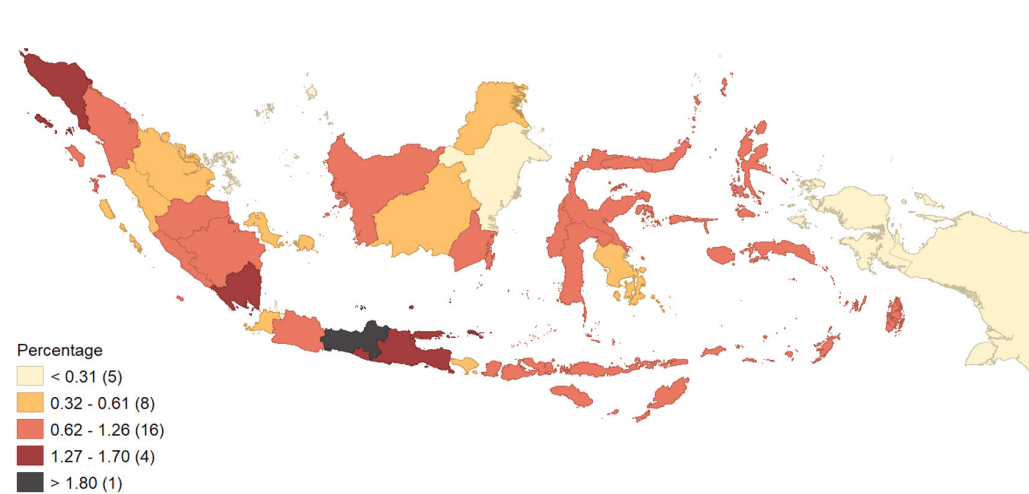 Percentage
< 0.31 (5)
0.32 - 0.61 (8)
0.62 - 1.26 (16)
1.27 - 1.70 (4)
> 1.80 (1)